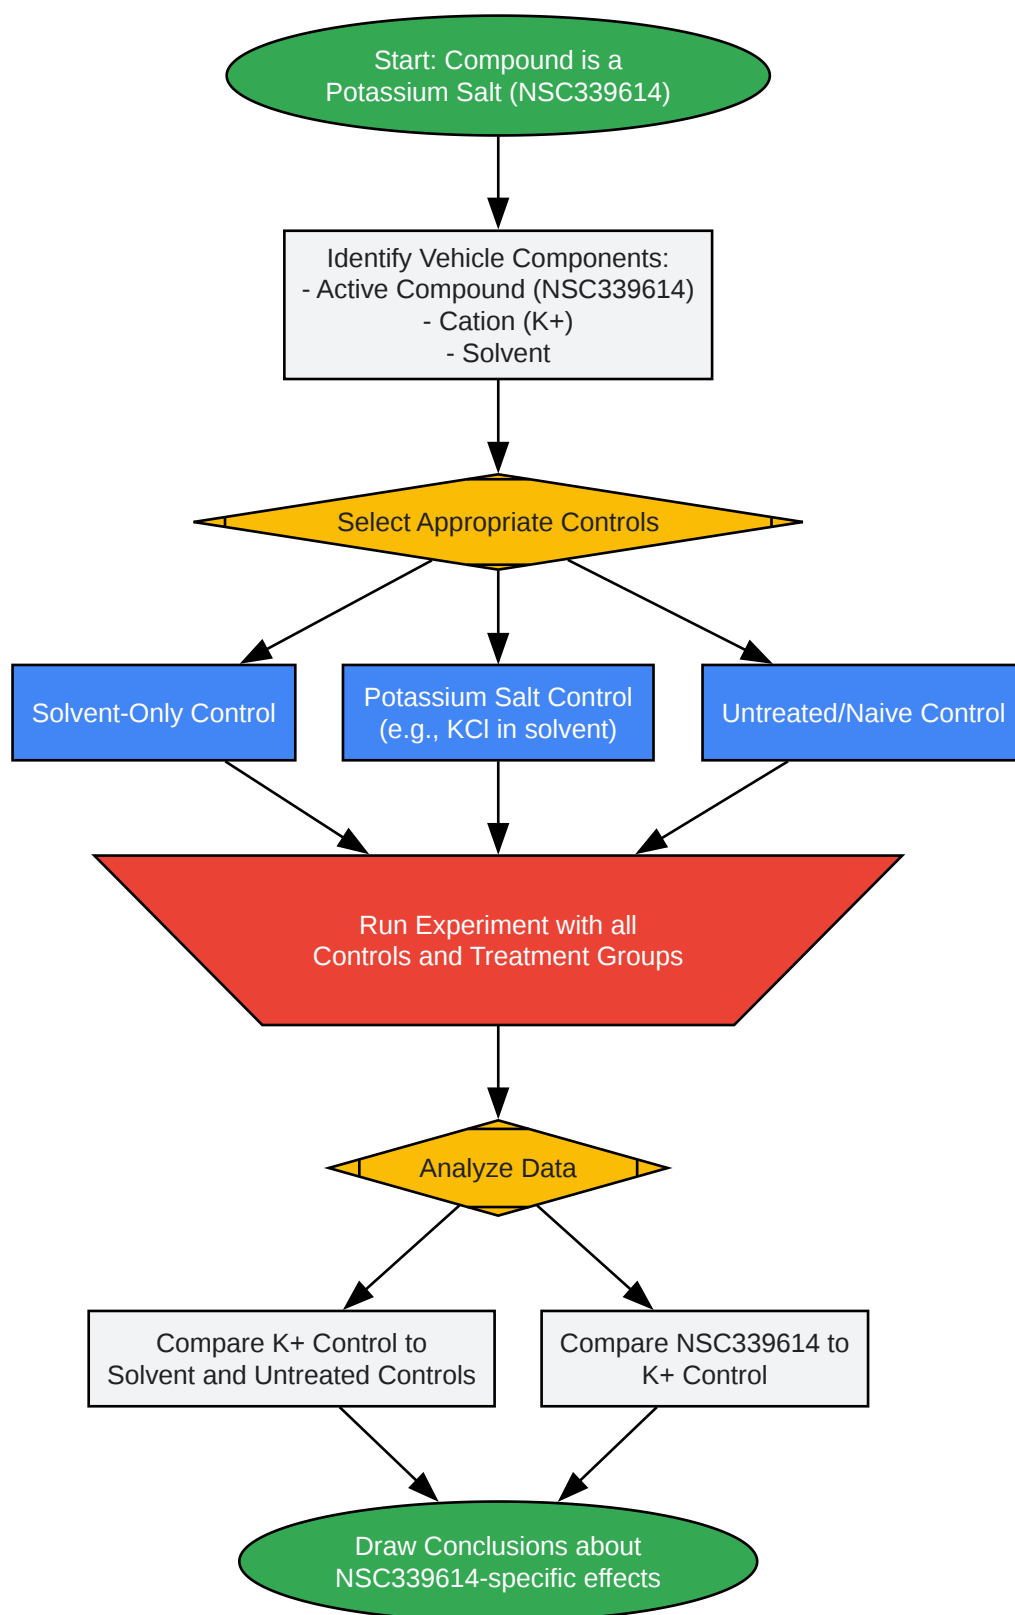 Start: Compound is a
Potassium Salt (NSC339614)
Identify Vehicle Components:
- Active Compound (NSC339614)
- Cation (K+)
- Solvent
Select Appropriate Controls
Solvent-Only Control
Potassium Salt Control
(e.g., KCl in solvent)
Untreated/Naive Control
Run Experiment with all
Controls and Treatment Groups
Analyze Data
Compare K+ Control to
Solvent and Untreated Controls
Compare NSC339614 to
K+ Control
Draw Conclusions about
NSC339614-specific effects